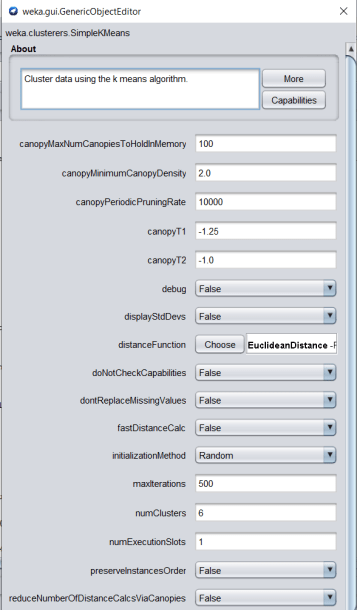 weka.gui.GenericObjectEditor
weka.clusterers.SimpleKMeans
About
Cluster data using the k means algorithm.
More
Capabilities
canopyMaxNumCanopiesToHoldInMemory 100
canopyMinimumCanopyDensity 2.0
canopyPeriodicPruningRate 10000
canopyT1 -1.25
canopyT2 -1.0
debug False
displayStdDevs False
distanceFunction Choose EuclideanDistance -R
doNotCheckCapabilities False
dontReplaceMissingValues False
fastDistanceCalc False
initializationMethod Random
maxIterations 500
numClusters 6
numExecutionSlots 1
preserveInstancesOrder False
reduceNumberOfDistanceCalcsViaCanopies False